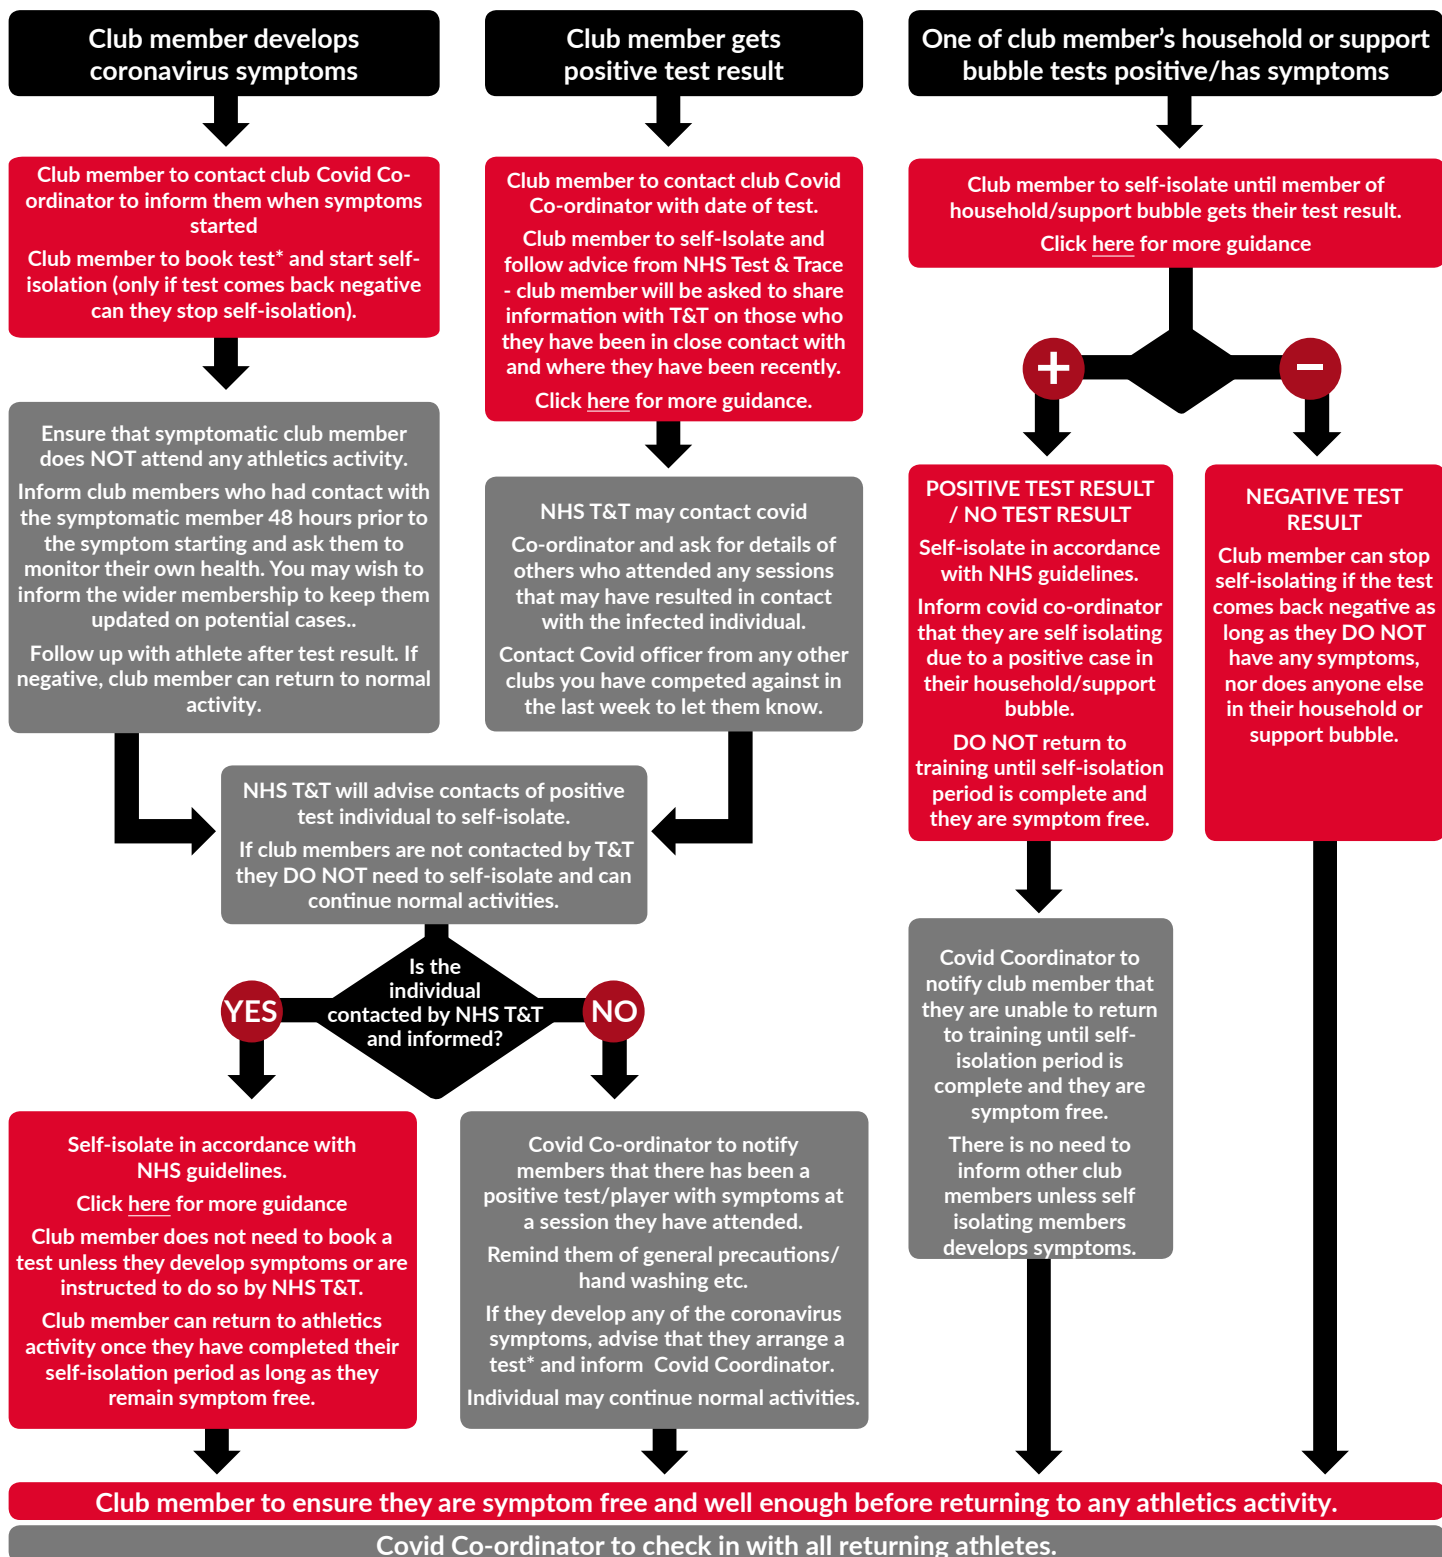 Club member develops
coronavirus symptoms
Club member to contact club Covid Co-
ordinator to inform them when symptoms
started
Club member to book test* and start self-
isolation (only if test comes back negative
can they stop self-isolation).
Ensure that symptomatic club member
does NOT attend any athletics activity.
Inform club members who had contact with
the symptomatic member 48 hours prior to
the symptom starting and ask them to
monitor their own health. You may wish to
inform the wider membership to keep them
updated on potential cases..
Follow up with athlete after test result. If
negative, club member can return to normal
activity.
Club member gets
positive test result
Club member to contact club Covid
Co-ordinator with date of test.
Club member to self-Isolate and
follow advice from NHS Test & Trace
- club member will be asked to share
information with T&T on those who
they have been in close contact with
and where they have been recently.
Click here for more guidance.
NHS T&T may contact covid
Co-ordinator and ask for details of
others who attended any sessions
that may have resulted in contact
with the infected individual.
Contact Covid officer from any other
clubs you have competed against in
the last week to let them know.
NHS T&T will advise contacts of positive
test individual to self-isolate.
If club members are not contacted by T&T
they DO NOT need to self-isolate and can
continue normal activities.
Is the
individual
contacted by NHS T&T
and informed?
YES
NO
Self-isolate in accordance with
NHS guidelines.
Click here for more guidance
Club member does not need to book a
test unless they develop symptoms or are
instructed to do so by NHS T&T.
Club member can return to athletics
activity once they have completed their
self-isolation period as long as they
remain symptom free.
Covid Co-ordinator to notify
members that there has been a
positive test/player with symptoms at
a session they have attended.
Remind them of general precautions/
hand washing etc.
If they develop any of the coronavirus
symptoms, advise that they arrange a
test* and inform Covid Coordinator.
Individual may continue normal activities.
One of club member’s household or support
bubble tests positive/has symptoms
Club member to self-isolate until member of
household/support bubble gets their test result.
Click here for more guidance
+
−
POSITIVE TEST RESULT
/ NO TEST RESULT
Self-isolate in accordance
with NHS guidelines.
Inform covid co-ordinator
that they are self isolating
due to a positive case in
their household/support
bubble.
DO NOT return to
training until self-isolation
period is complete and
they are symptom free.
Covid Coordinator to
notify club member that
they are unable to return
to training until self-
isolation period is
complete and they are
symptom free.
There is no need to
inform other club
members unless self
isolating members
develops symptoms.
NEGATIVE TEST
RESULT
Club member can stop
self-isolating if the test
comes back negative as
long as they DO NOT
have any symptoms,
nor does anyone else
in their household or
support bubble.
Club member to ensure they are symptom free and well enough before returning to any athletics activity.
Covid Co-ordinator to check in with all returning athletes.